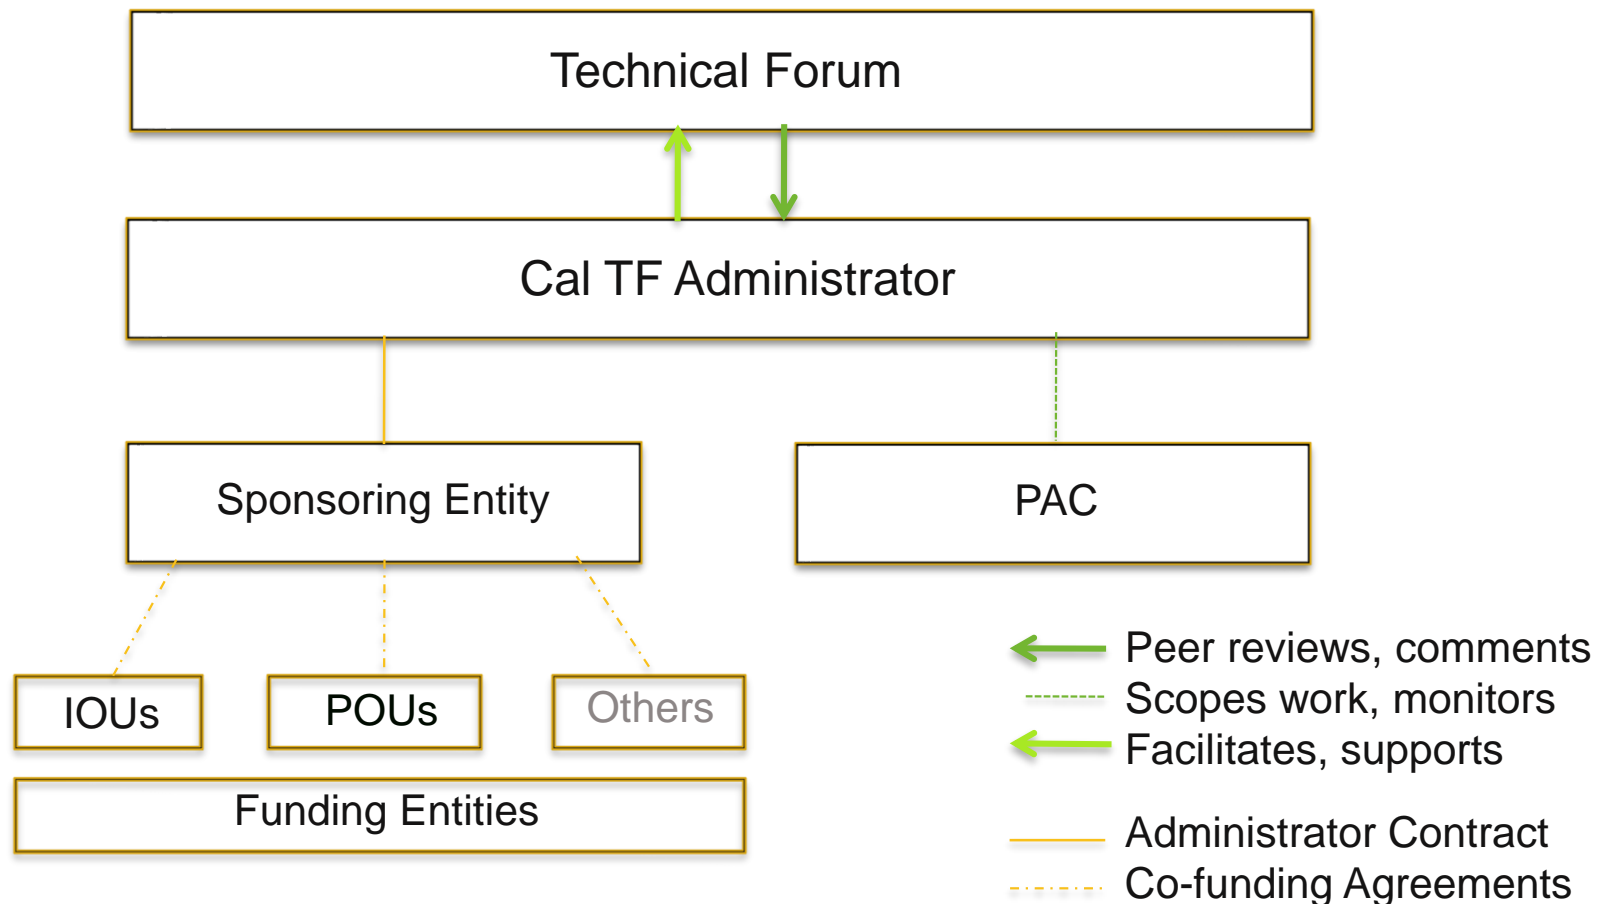 Technical Forum
Cal TF Administrator
Sponsoring Entity
PAC
IOUs
POUs
Others
Funding Entities
Peer reviews, comments
Scopes work, monitors
Facilitates, supports
Administrator Contract
Co-funding Agreements